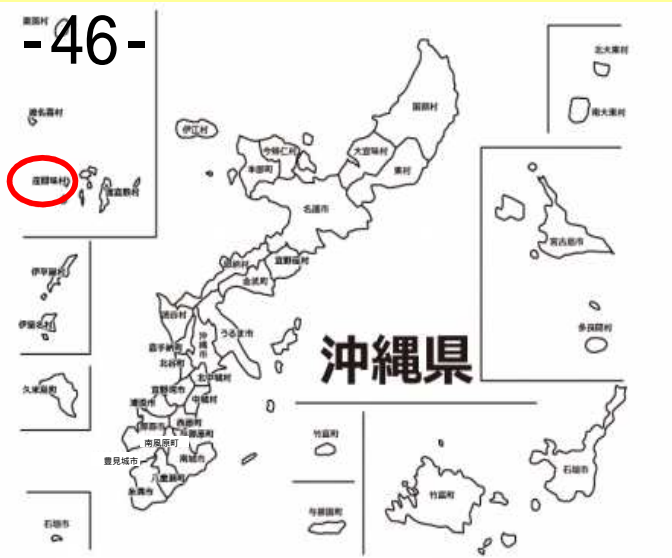 粟国村
-46-
渡名喜村
座間味村
渡嘉敷村
伊平屋村
伊是名村
久米島町
石垣市
伊江村
今帰仁村
本部町
国頭村
大宜味村
東村
名護市
恩納村
宜野座村
金武町
読谷村
沖縄市
うるま市
嘉手納町
北谷町
北中城村
宜野湾市
中城村
浦添市
西原町
那覇市
与那原町
南風原町
豊見城市
南城市
八重瀬町
糸満市
沖縄県
北大東村
南大東村
宮古島市
多良間村
竹富町
与那国町
竹富町
石垣市